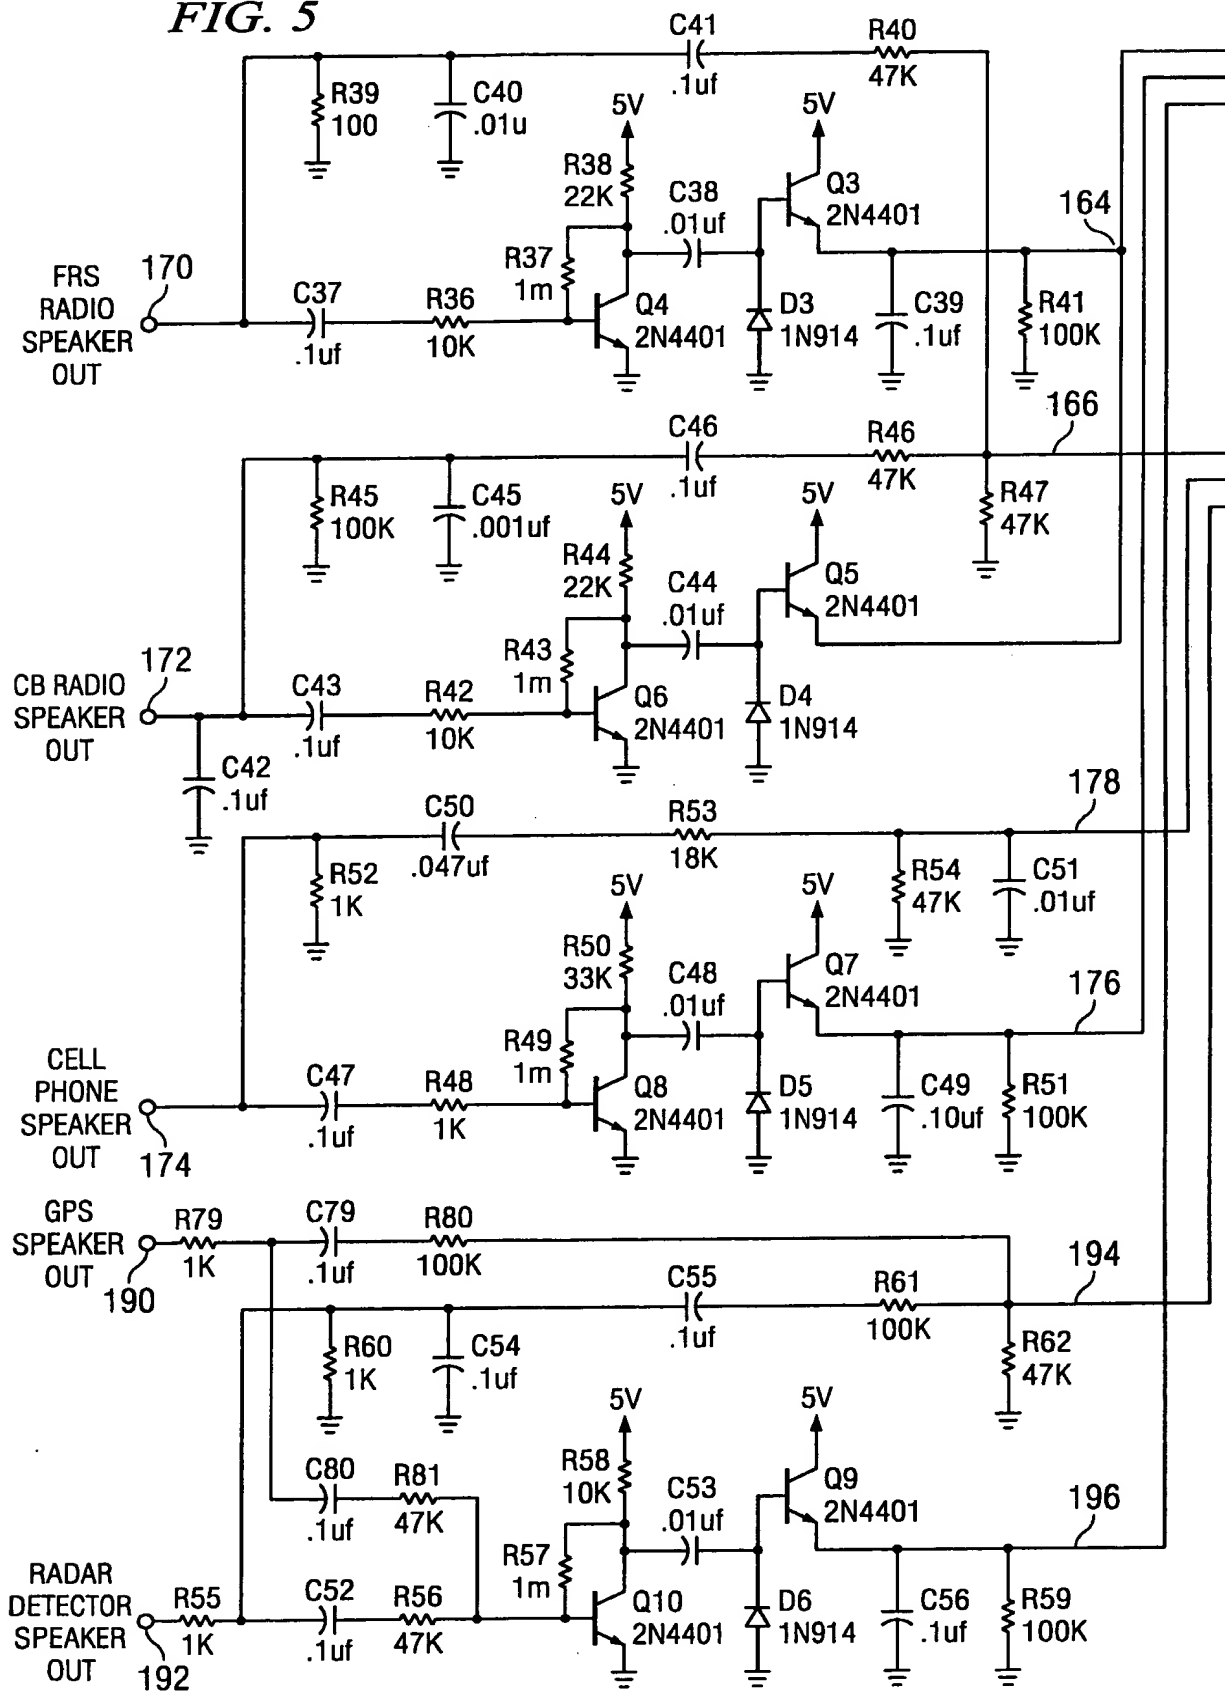 FIG. 5
C41
.1uf
R40
47K
R39
100
C40
.01u
5V
5V
R38
22K
C38
.01uf
Q3
2N4401
164
170
FRS
RADIO
SPEAKER
OUT
C37
.1uf
R36
10K
R37
1m
Q4
2N4401
D3
1N914
C39
.1uf
R41
100K
166
C46
.1uf
R46
47K
R45
100K
C45
.001uf
5V
5V
R47
47K
R44
22K
C44
.01uf
Q5
2N4401
172
CB RADIO
SPEAKER
OUT
C43
.1uf
R42
10K
R43
1m
Q6
2N4401
D4
1N914
C42
.1uf
178
C50
.047uf
R53
18K
R52
1K
5V
5V
R54
47K
C51
.01uf
R50
33K
C48
.01uf
Q7
2N4401
176
CELL
PHONE
SPEAKER
OUT
174
C47
.1uf
R48
1K
R49
1m
Q8
2N4401
D5
1N914
C49
.10uf
R51
100K
GPS
SPEAKER
OUT
190
R79
1K
C79
.1uf
R80
100K
194
C55
.1uf
R61
100K
R60
1K
C54
.1uf
R62
47K
5V
5V
R58
10K
C53
.01uf
Q9
2N4401
196
C80
.1uf
R81
47K
RADAR
DETECTOR
SPEAKER
OUT
192
R55
1K
C52
.1uf
R56
47K
R57
1m
Q10
2N4401
D6
1N914
C56
.1uf
R59
100K